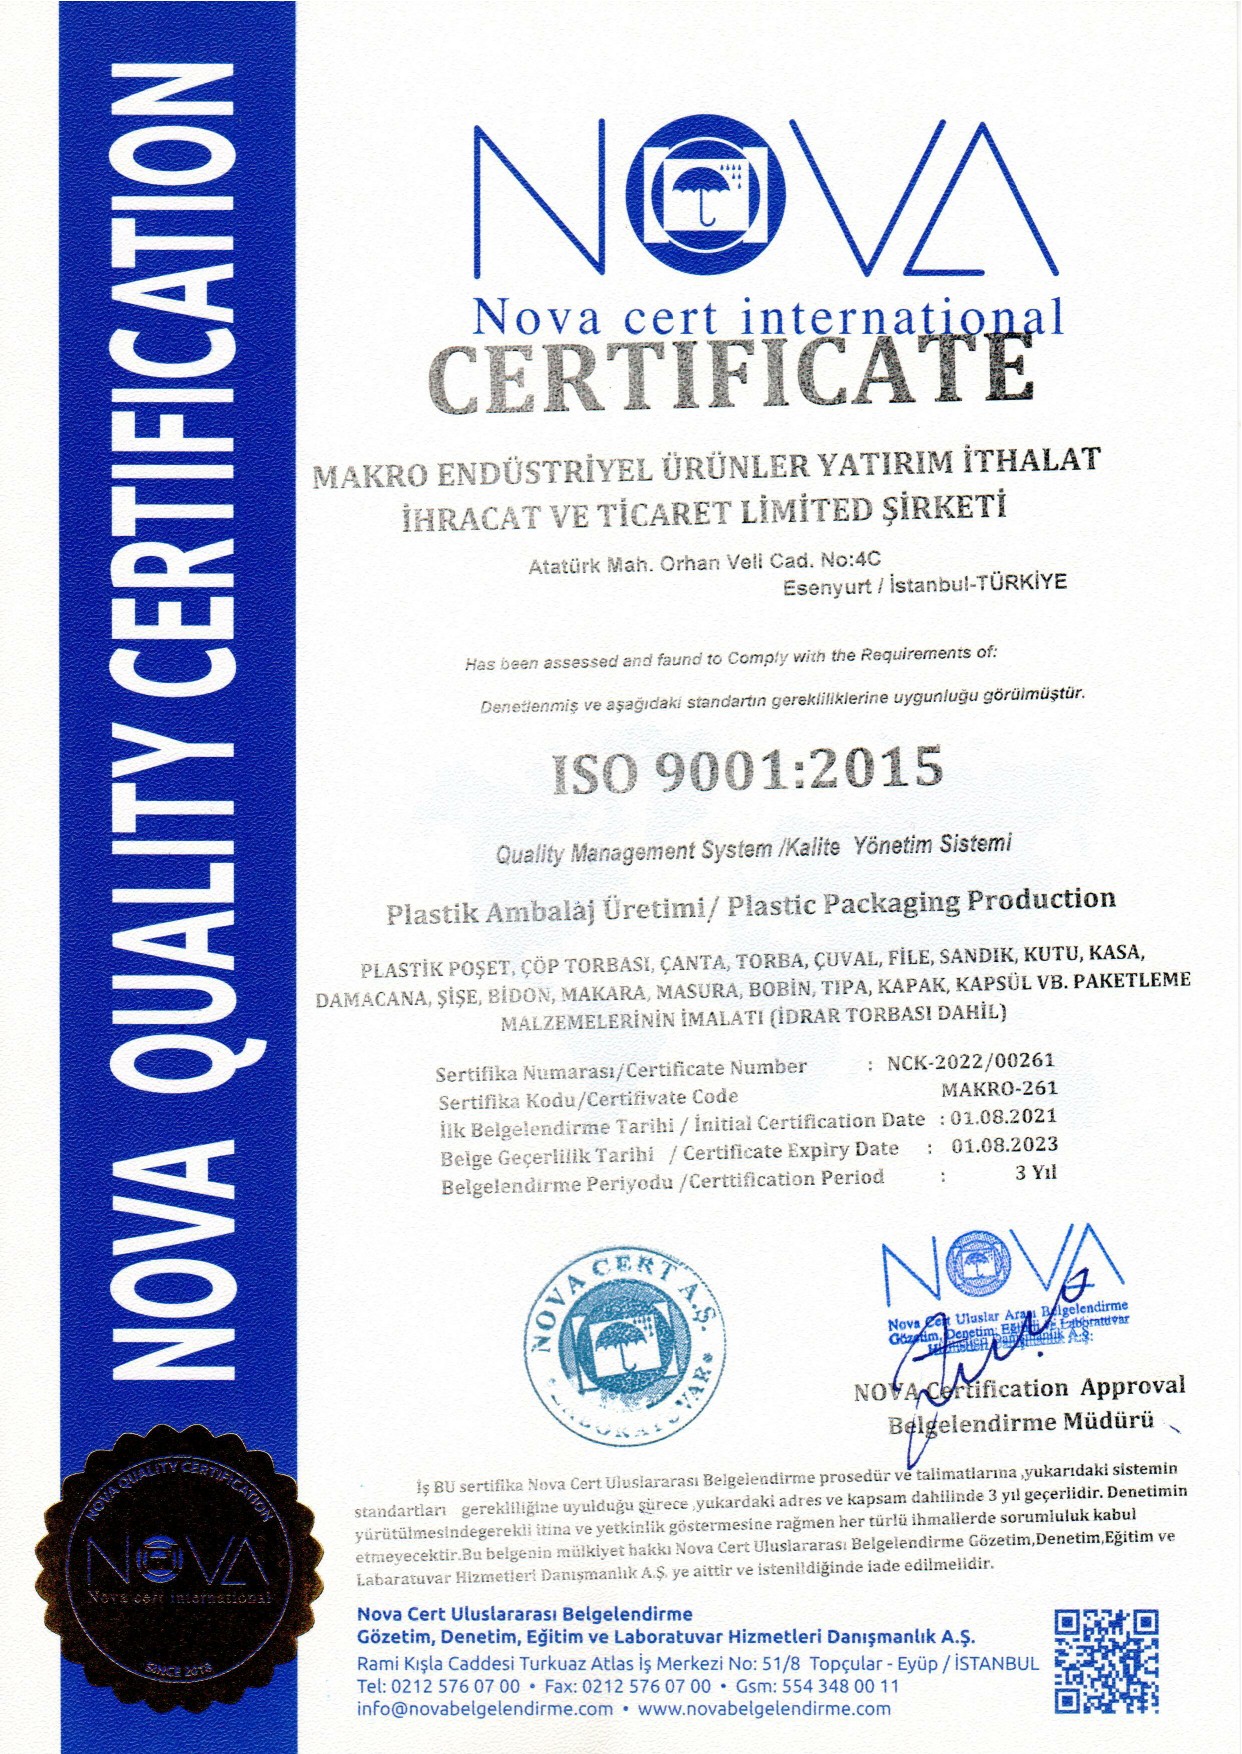 NOVA QUALITY CERTIFICATION
NOVA
Nova cert international
CERTIFICATE
MAKRO ENDÜSTRİYEL ÜRÜNLER YATIRIM İTHALAT
İHRACAT VE TİCARET LİMİTED ŞİRKETİ
Atatürk Mah. Orhan Veli Cad. No:4C
Esenyurt / İstanbul-TÜRKİYE
Has been assessed and faund to Comply with the Requirements of:
Denetlenmiş ve aşağıdaki standartın gerekliliklerine uygunluğu görülmüştür.
ISO 9001:2015
Quality Management System /Kalite Yönetim Sistemi
Plastik Ambalaj Üretimi/ Plastic Packaging Production
PLASTİK POŞET, ÇÖP TORBASI, ÇANTA, TORBA, ÇUVAL, FİLE, SANDIK, KUTU, KASA,
DAMACANA, ŞİŞE, BİDON, MAKARA, MASURA, BOBİN, TIPA, KAPAK, KAPSÜL VB. PAKETLEME
MALZEMELERİNİN İMALATI (İDRAR TORBASI DAHİL)
Sertifika Numarası/Certificate Number : NCK-2022/00261
Sertifika Kodu/Certifivate Code MAKRO-261
İlk Belgelendirme Tarihi / İnitial Certification Date : 01.08.2021
Belge Geçerlilik Tarihi / Certificate Expiry Date : 01.08.2023
Belgelendirme Periyodu /Certtification Period : 3 Yıl
NOVA CERT A.Ş.
LABORATUVAR
NOVA
Nova Cert Uluslar Arası Belgelendirme
Gözetim, Denetim, Eğitim ve Laboratuvar
Hizmetleri Danışmanlık A.Ş.
NOVA Certification Approval
Belgelendirme Müdürü
İş BU sertifika Nova Cert Uluslararası Belgelendirme prosedür ve talimatlarına ,yukarıdaki sistemin
standartları gerekliliğine uyulduğu sürece ,yukardaki adres ve kapsam dahilinde 3 yıl geçerlidir. Denetimin
yürütülmesindegerekli itina ve yetkinlik göstermesine rağmen her türlü ihmallerde sorumluluk kabul
etmeyecektir.Bu belgenin mülkiyet hakkı Nova Cert Uluslararası Belgelendirme Gözetim,Denetim,Eğitim ve
Labaratuvar Hizmetleri Danışmanlık A.Ş. ye aittir ve istenildiğinde iade edilmelidir.
NOVA QUALITY CERTIFICATION
NOVA
Nova cert international
SINCE 2018
Nova Cert Uluslararası Belgelendirme
Gözetim, Denetim, Eğitim ve Laboratuvar Hizmetleri Danışmanlık A.Ş.
Rami Kışla Caddesi Turkuaz Atlas İş Merkezi No: 51/8 Topçular - Eyüp / İSTANBUL
Tel: 0212 576 07 00 • Fax: 0212 576 07 00 • Gsm: 554 348 00 11
info@novabelgelendirme.com • www.novabelgelendirme.com